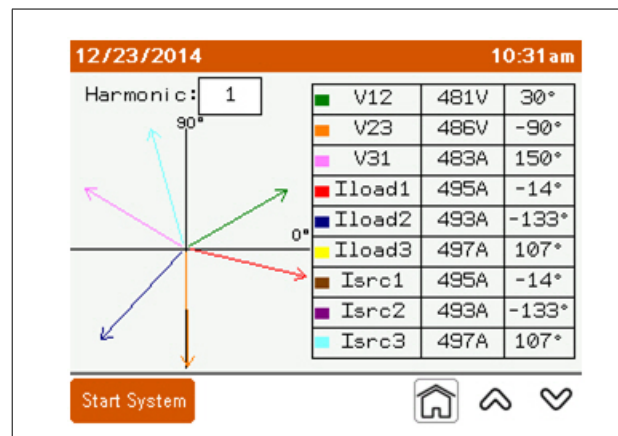 12/23/2014 10:31am
Harmonic: 1
90°
0°
V12 481V 30°
V23 486V -90°
V31 483A 150°
Iload1 495A -14°
Iload2 493A -133°
Iload3 497A 107°
Isrc1 495A -14°
Isrc2 493A -133°
Isrc3 497A 107°
Start System